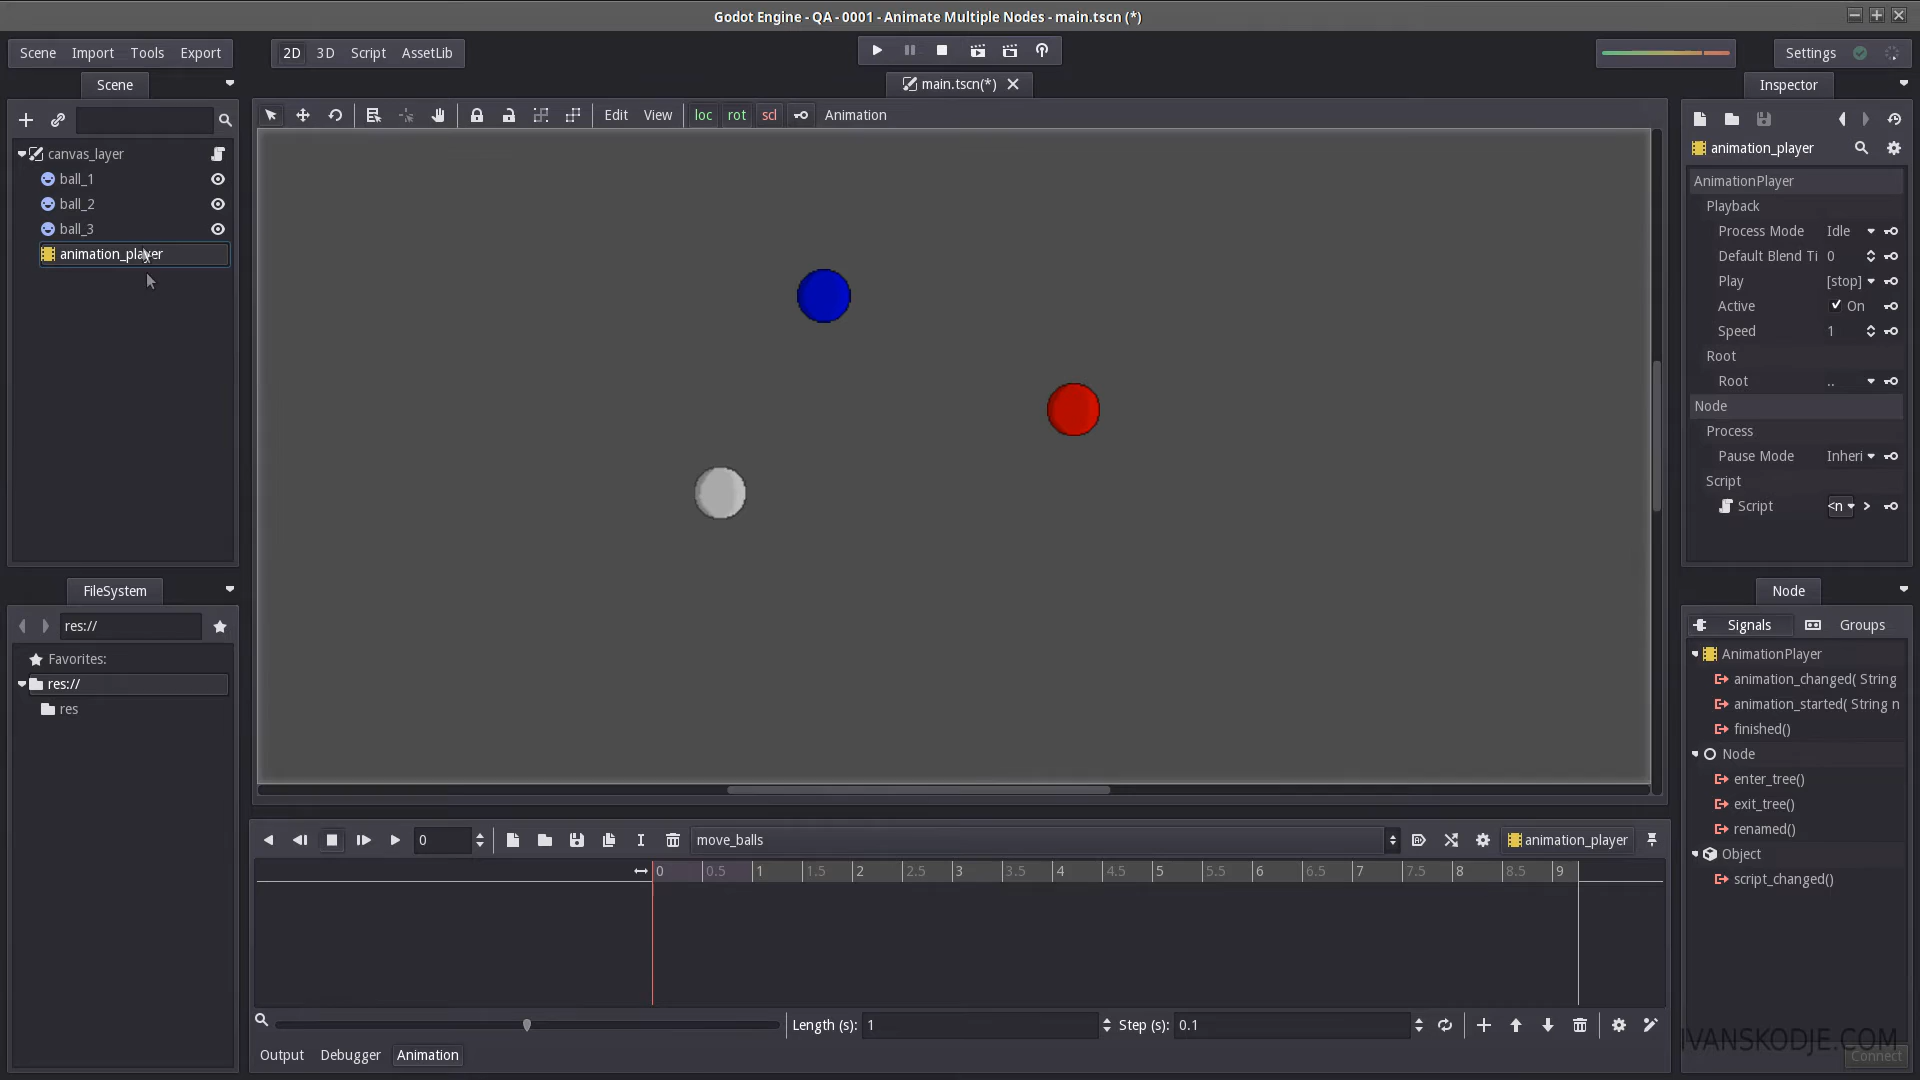 Godot Engine - QA - 0001 - Animate Multiple Nodes - main.tscn (*)
Scene Import Tools Export 2D 3D Script AssetLib Settings
Scene main.tscn(*) Inspector
Edit View loc rot scl Animation
canvas_layer
ball_1
ball_2
ball_3
animation_player
animation_player
AnimationPlayer
Playback
Process Mode Idle
Default Blend Ti 0
Play [stop]
Active On
Speed 1
Root
Root ..
Node
Process
Pause Mode Inheri
Script
Script <n
FileSystem
res://
Favorites:
res://
res
Node
Signals Groups
AnimationPlayer
animation_changed( String
animation_started( String n
finished()
Node
enter_tree()
exit_tree()
renamed()
Object
script_changed()
0 move_balls animation_player
0 0.5 1 1.5 2 2.5 3 3.5 4 4.5 5 5.5 6 6.5 7 7.5 8 8.5 9
Length (s): 1 Step (s): 0.1
Output Debugger Animation
IVANSKODJE.COM
Connect